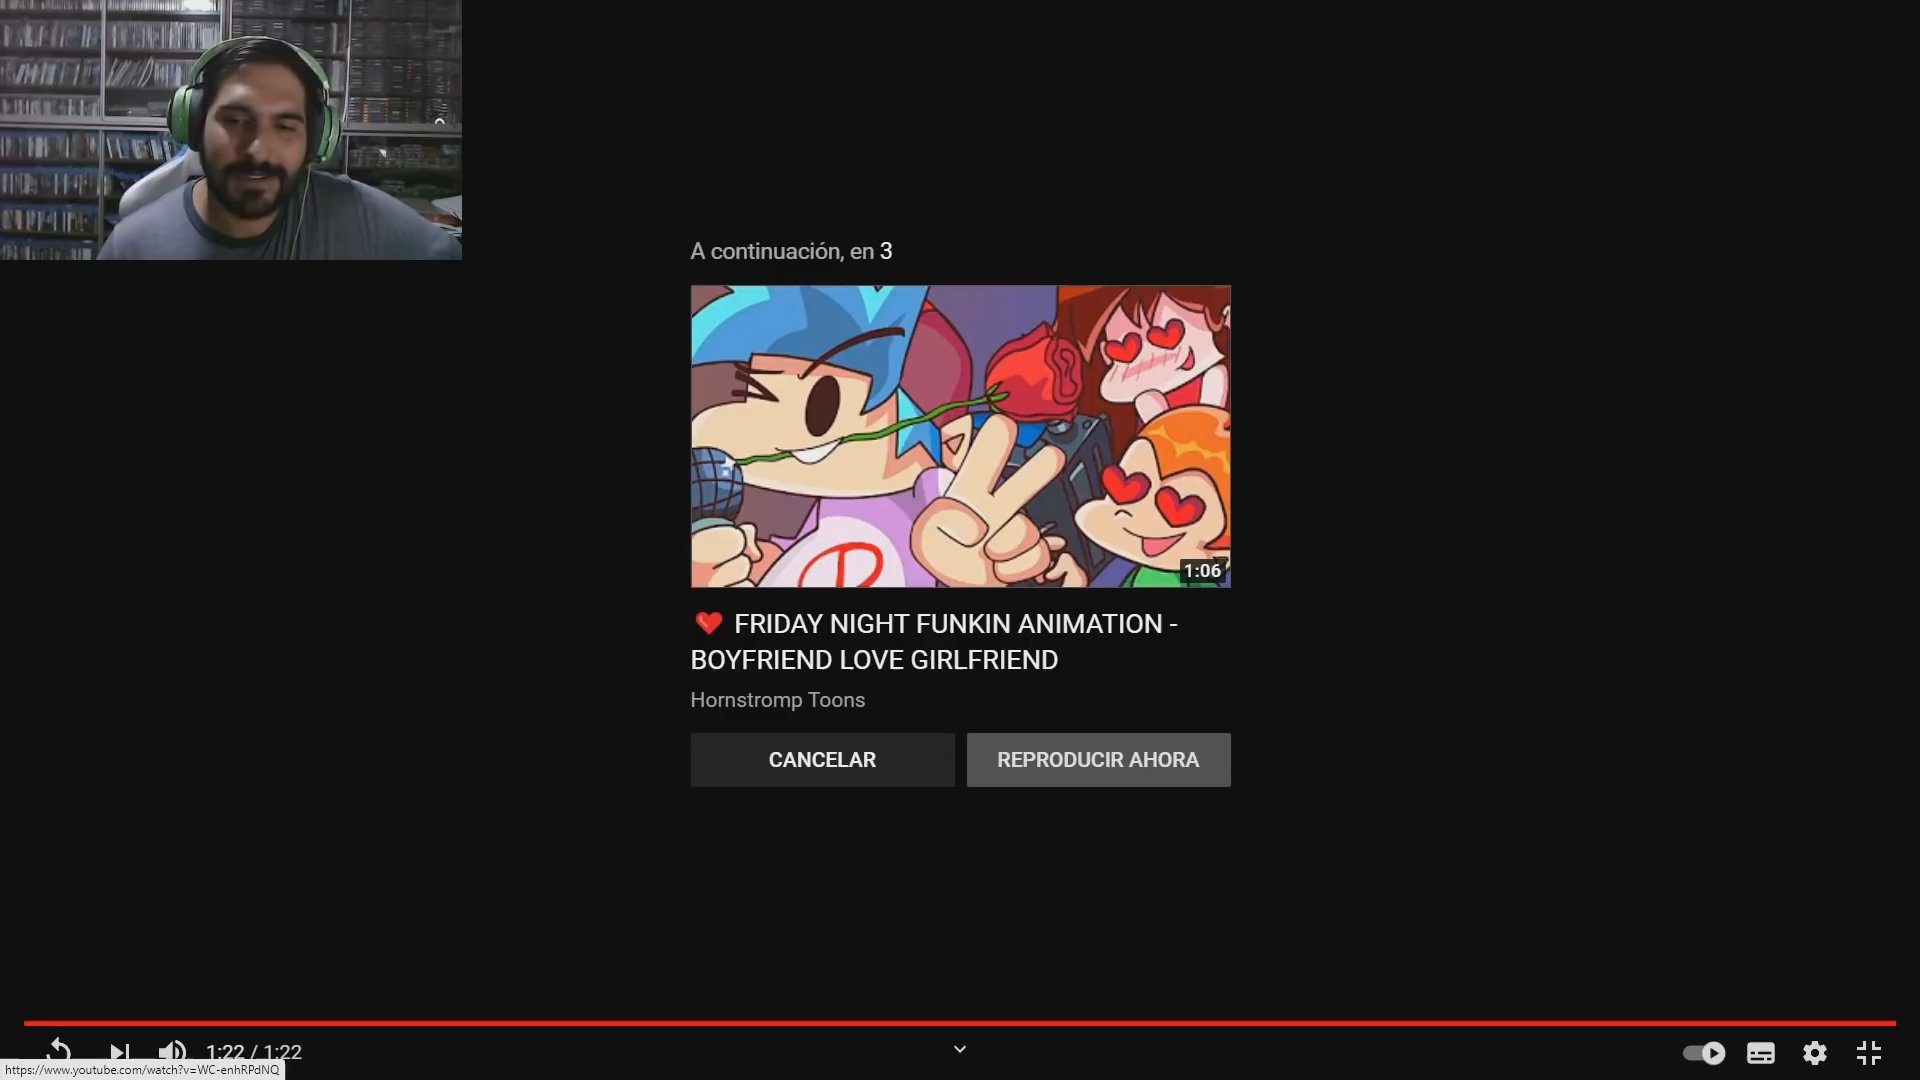 A continuación, en 3
1:06
❤️ FRIDAY NIGHT FUNKIN ANIMATION -
BOYFRIEND LOVE GIRLFRIEND
Hornstromp Toons
CANCELAR
REPRODUCIR AHORA
1:22 / 1:22
https://www.youtube.com/watch?v=WC-enhRPdNQ